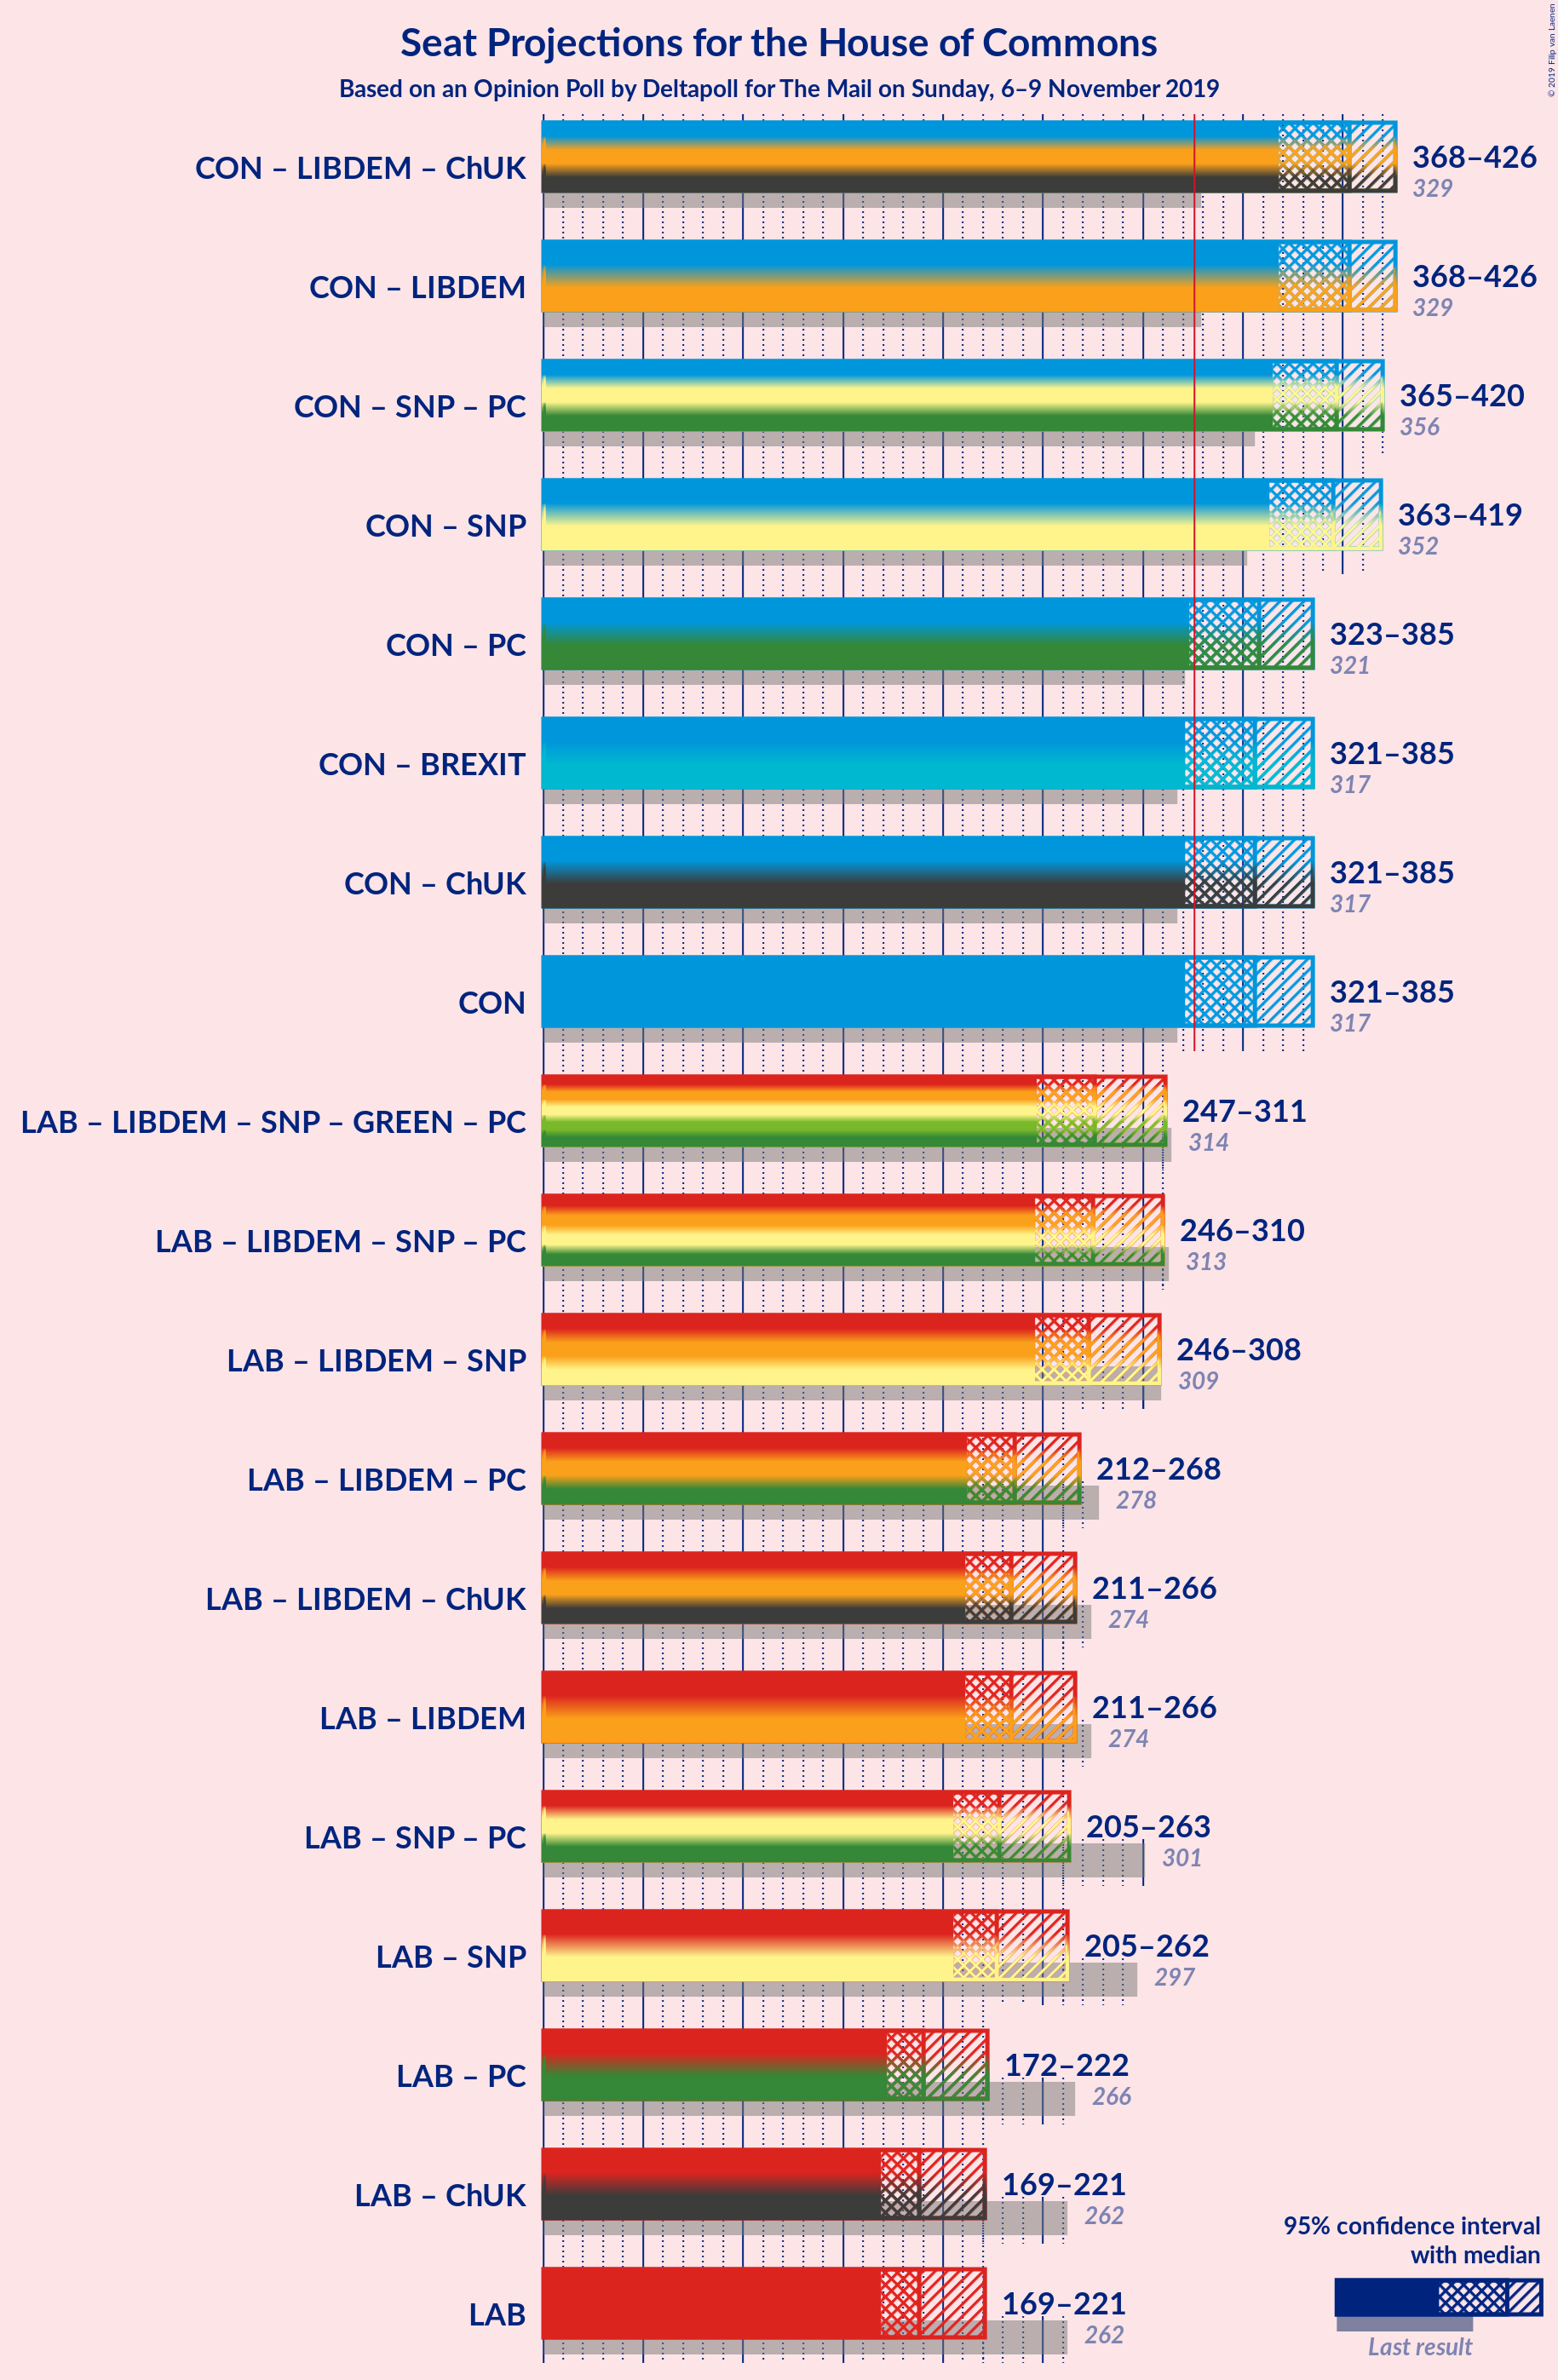 Seat Projections for the House of Commons
Based on an Opinion Poll by Deltapoll for The Mail on Sunday, 6–9 November 2019
© 2019 Filip van Laenen
CON – LIBDEM – ChUK
368–426
329
CON – LIBDEM
368–426
329
CON – SNP – PC
365–420
356
CON – SNP
363–419
352
CON – PC
323–385
321
CON – BREXIT
321–385
317
CON – ChUK
321–385
317
CON
321–385
317
LAB – LIBDEM – SNP – GREEN – PC
247–311
314
LAB – LIBDEM – SNP – PC
246–310
313
LAB – LIBDEM – SNP
246–308
309
LAB – LIBDEM – PC
212–268
278
LAB – LIBDEM – ChUK
211–266
274
LAB – LIBDEM
211–266
274
LAB – SNP – PC
205–263
301
LAB – SNP
205–262
297
LAB – PC
172–222
266
LAB – ChUK
169–221
262
LAB
169–221
262
95% confidence interval
with median
Last result